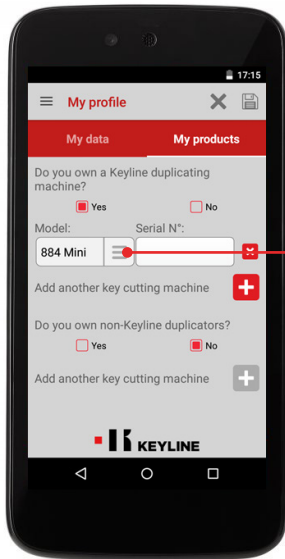 17:15
My profile
My data My products
Do you own a Keyline duplicating
machine?
Yes No
Model: Serial N°:
884 Mini
Add another key cutting machine
Do you own non-Keyline duplicators?
Yes No
Add another key cutting machine
KEYLINE